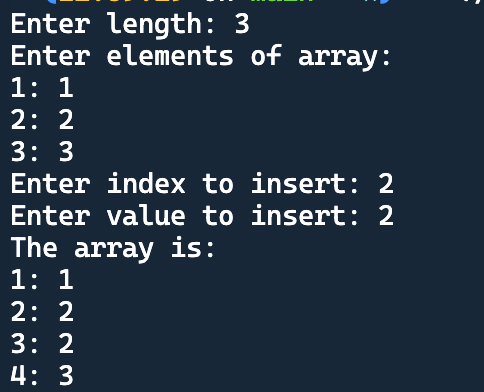 Enter length: 3
Enter elements of array:
1: 1
2: 2
3: 3
Enter index to insert: 2
Enter value to insert: 2
The array is:
1: 1
2: 2
3: 2
4: 3